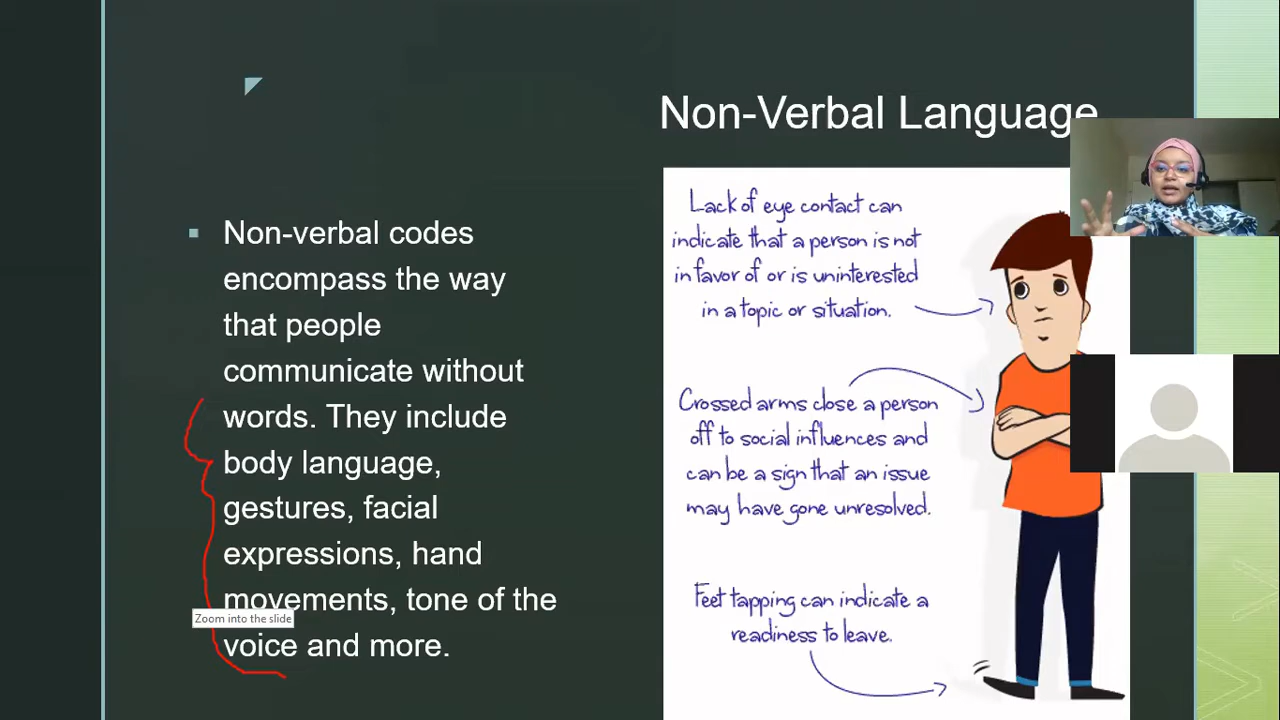 Non-Verbal Language
Non-verbal codes
encompass the way
that people
communicate without
words. They include
body language,
gestures, facial
expressions, hand
movements, tone of the
voice and more.
Zoom into the slide
Lack of eye contact can
indicate that a person is not
in favor of or is uninterested
in a topic or situation.
Crossed arms close a person
off to social influences and
can be a sign that an issue
may have gone unresolved.
Feet tapping can indicate a
readiness to leave.